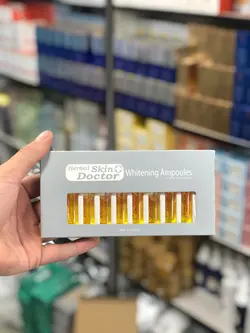 Herbal
Skin
Doctor
Whitening Ampoules